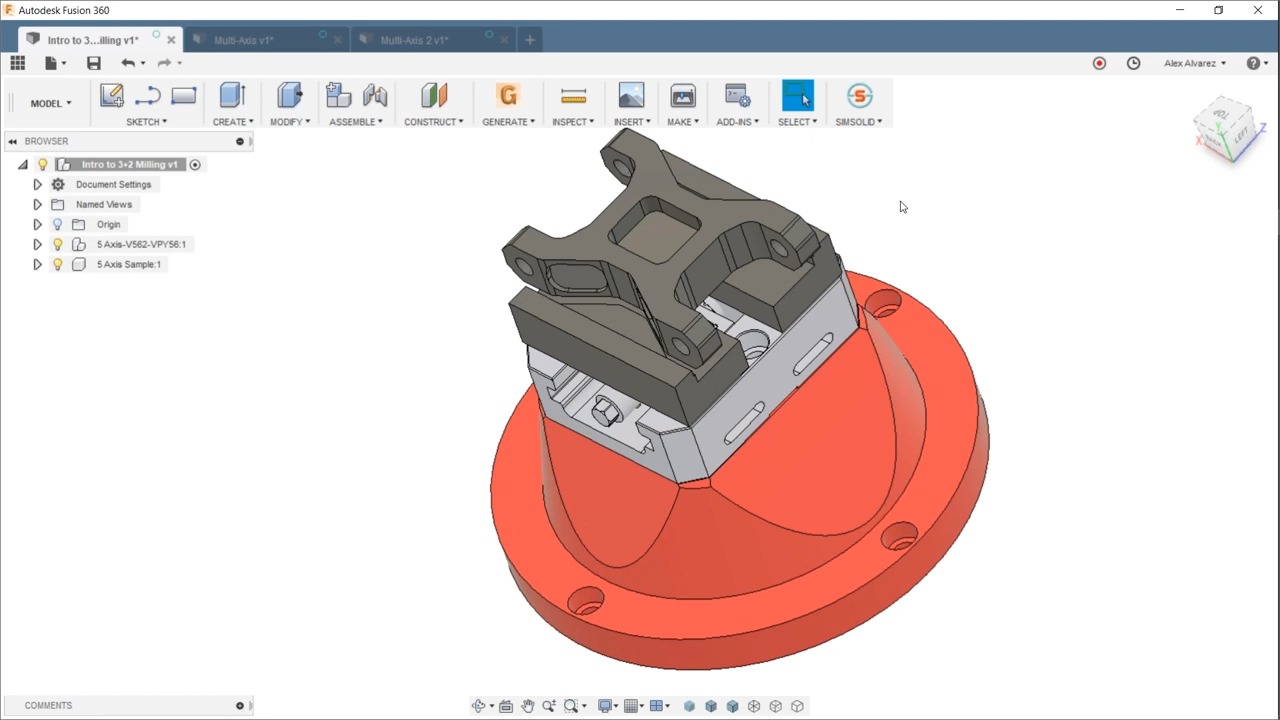 Autodesk Fusion 360
Intro to 3...illing v1*
Multi-Axis v1*
Multi-Axis 2 v1*
Alex Alvarez
MODEL
SKETCH
CREATE
MODIFY
ASSEMBLE
CONSTRUCT
GENERATE
INSPECT
INSERT
MAKE
ADD-INS
SELECT
SIMSOLID
TOP
LEFT
X
Y
Z
BROWSER
Intro to 3+2 Milling v1
Document Settings
Named Views
Origin
5 Axis-V562-VPY56:1
5 Axis Sample:1
COMMENTS